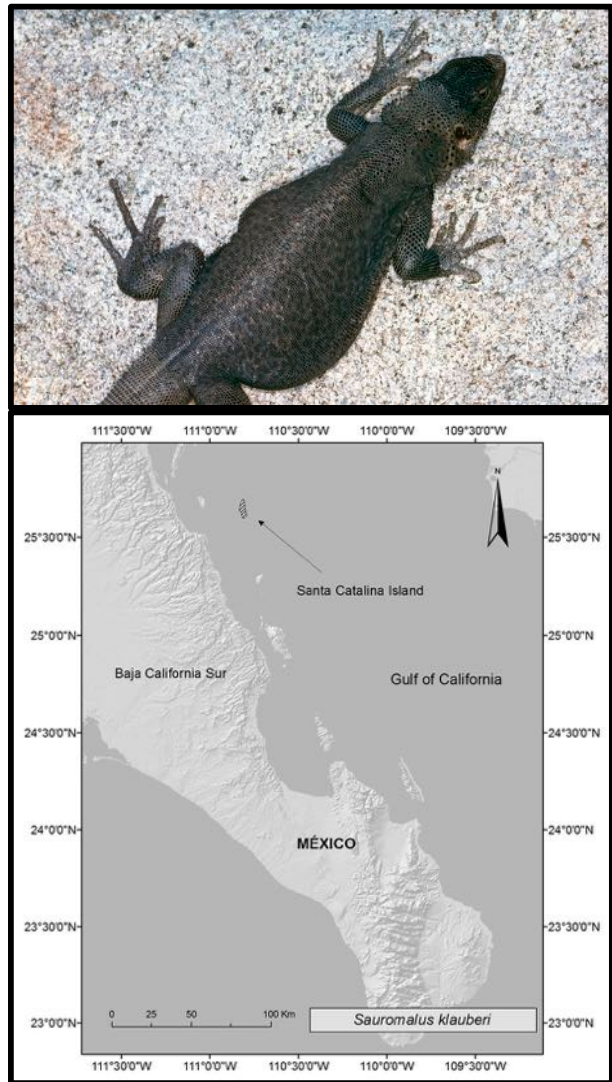 111°30'0"W 111°0'0"W 110°30'0"W 110°0'0"W 109°30'0"W
N
25°30'0"N 25°30'0"N
Santa Catalina Island
25°0'0"N 25°0'0"N
Baja California Sur
Gulf of California
24°30'0"N 24°30'0"N
24°0'0"N 24°0'0"N
MÉXICO
23°30'0"N 23°30'0"N
0 25 50 100 Km
Sauromalus klauberi
23°0'0"N 23°0'0"N
111°30'0"W 111°0'0"W 110°30'0"W 110°0'0"W 109°30'0"W